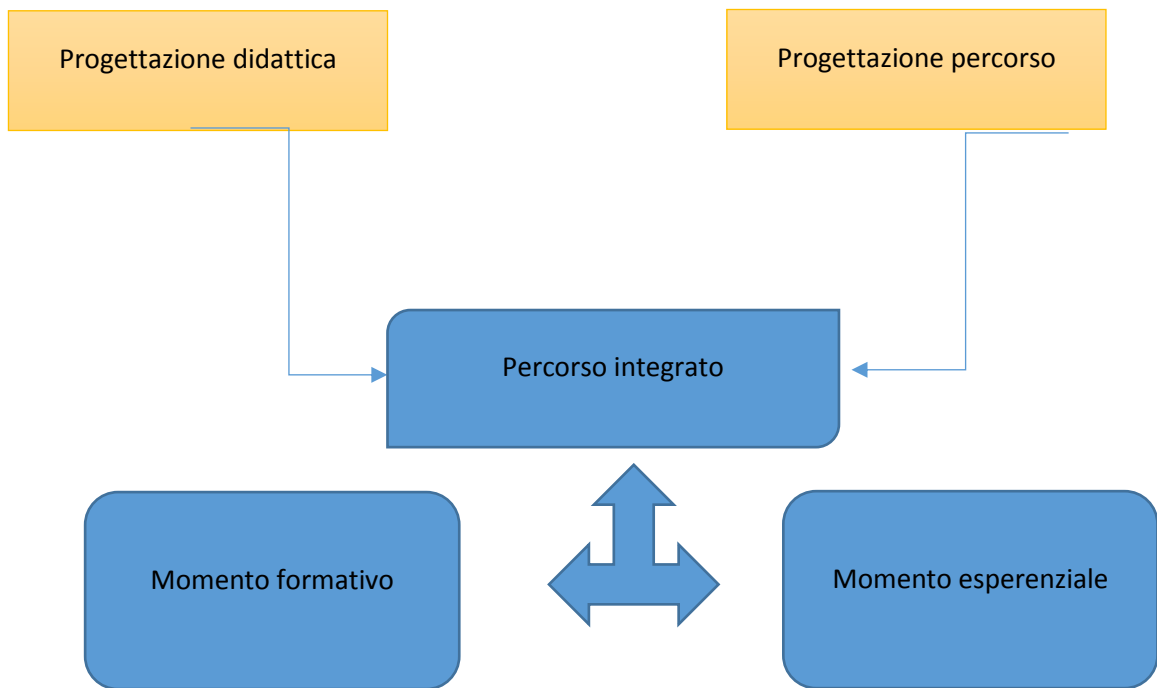 Progettazione didattica
Progettazione percorso
Percorso integrato
Momento formativo
Momento esperenziale